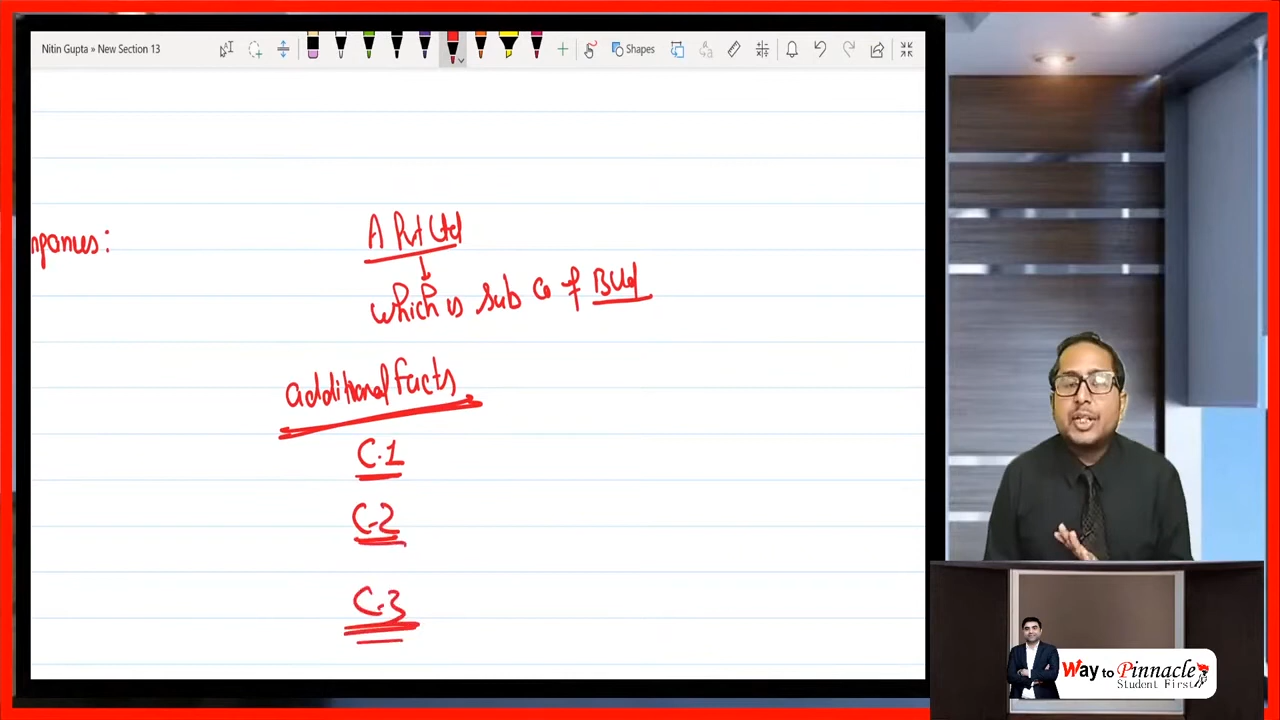 Nitin Gupta » New Section 13
Shapes
mpanies:
A Pvt Ltd
which is sub Co of B Ltd
additional facts
C-1
C-2
C-3
Way to Pinnacle
Student First